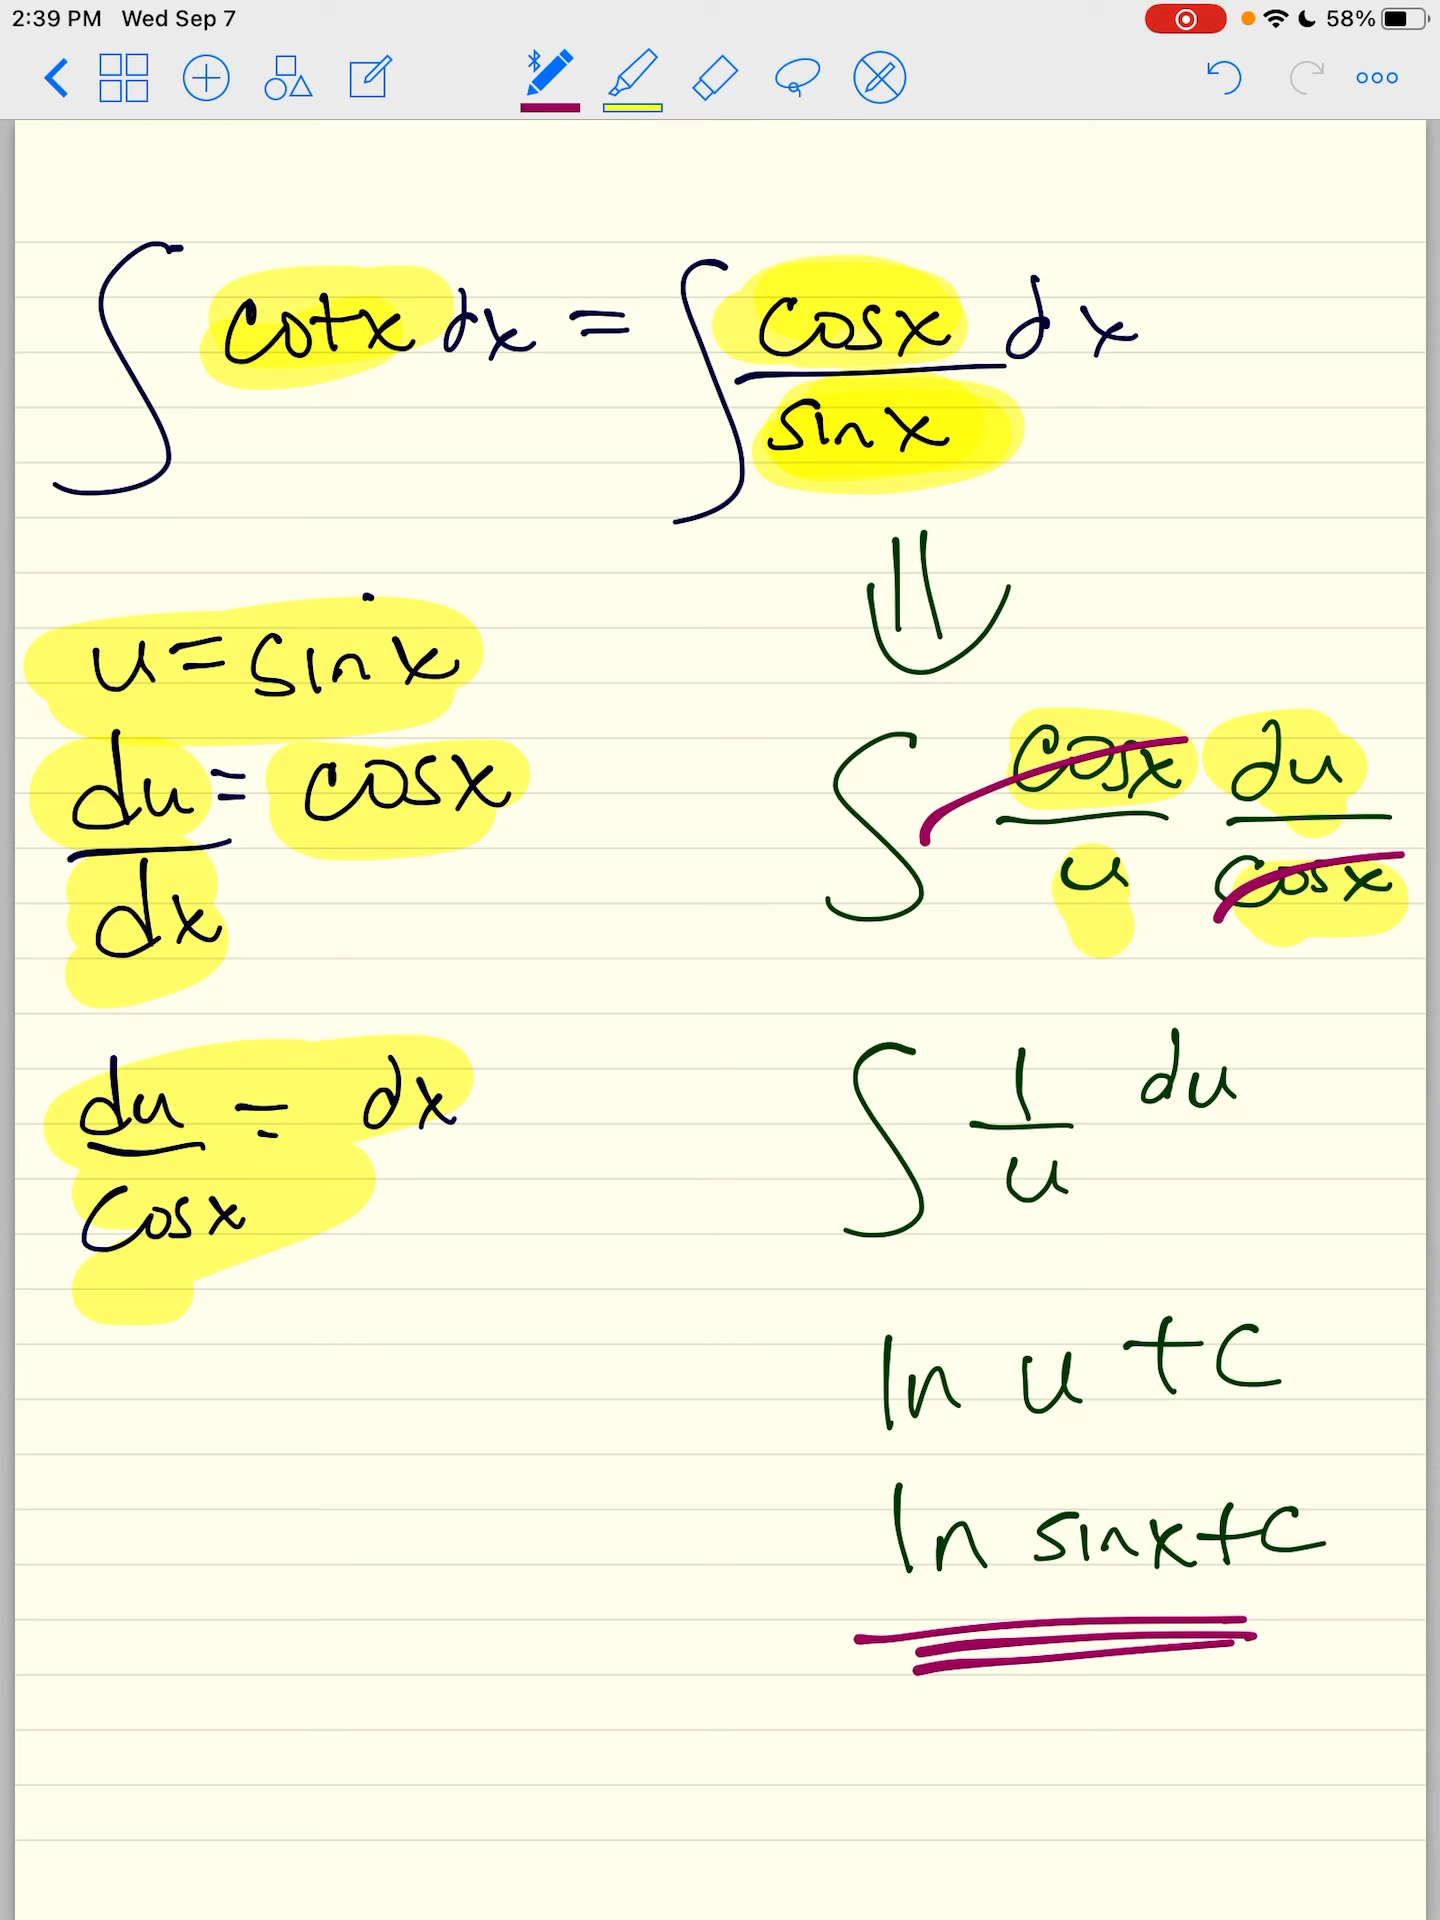 2:39 PM Wed Sep 7 58%
∫ cotx dx = ∫ cosx/sinx dx
u = sinx
du/dx = cosx
∫ cosx/u du/cosx
du/cosx = dx
∫ 1/u du
ln u + c
ln sinx + c